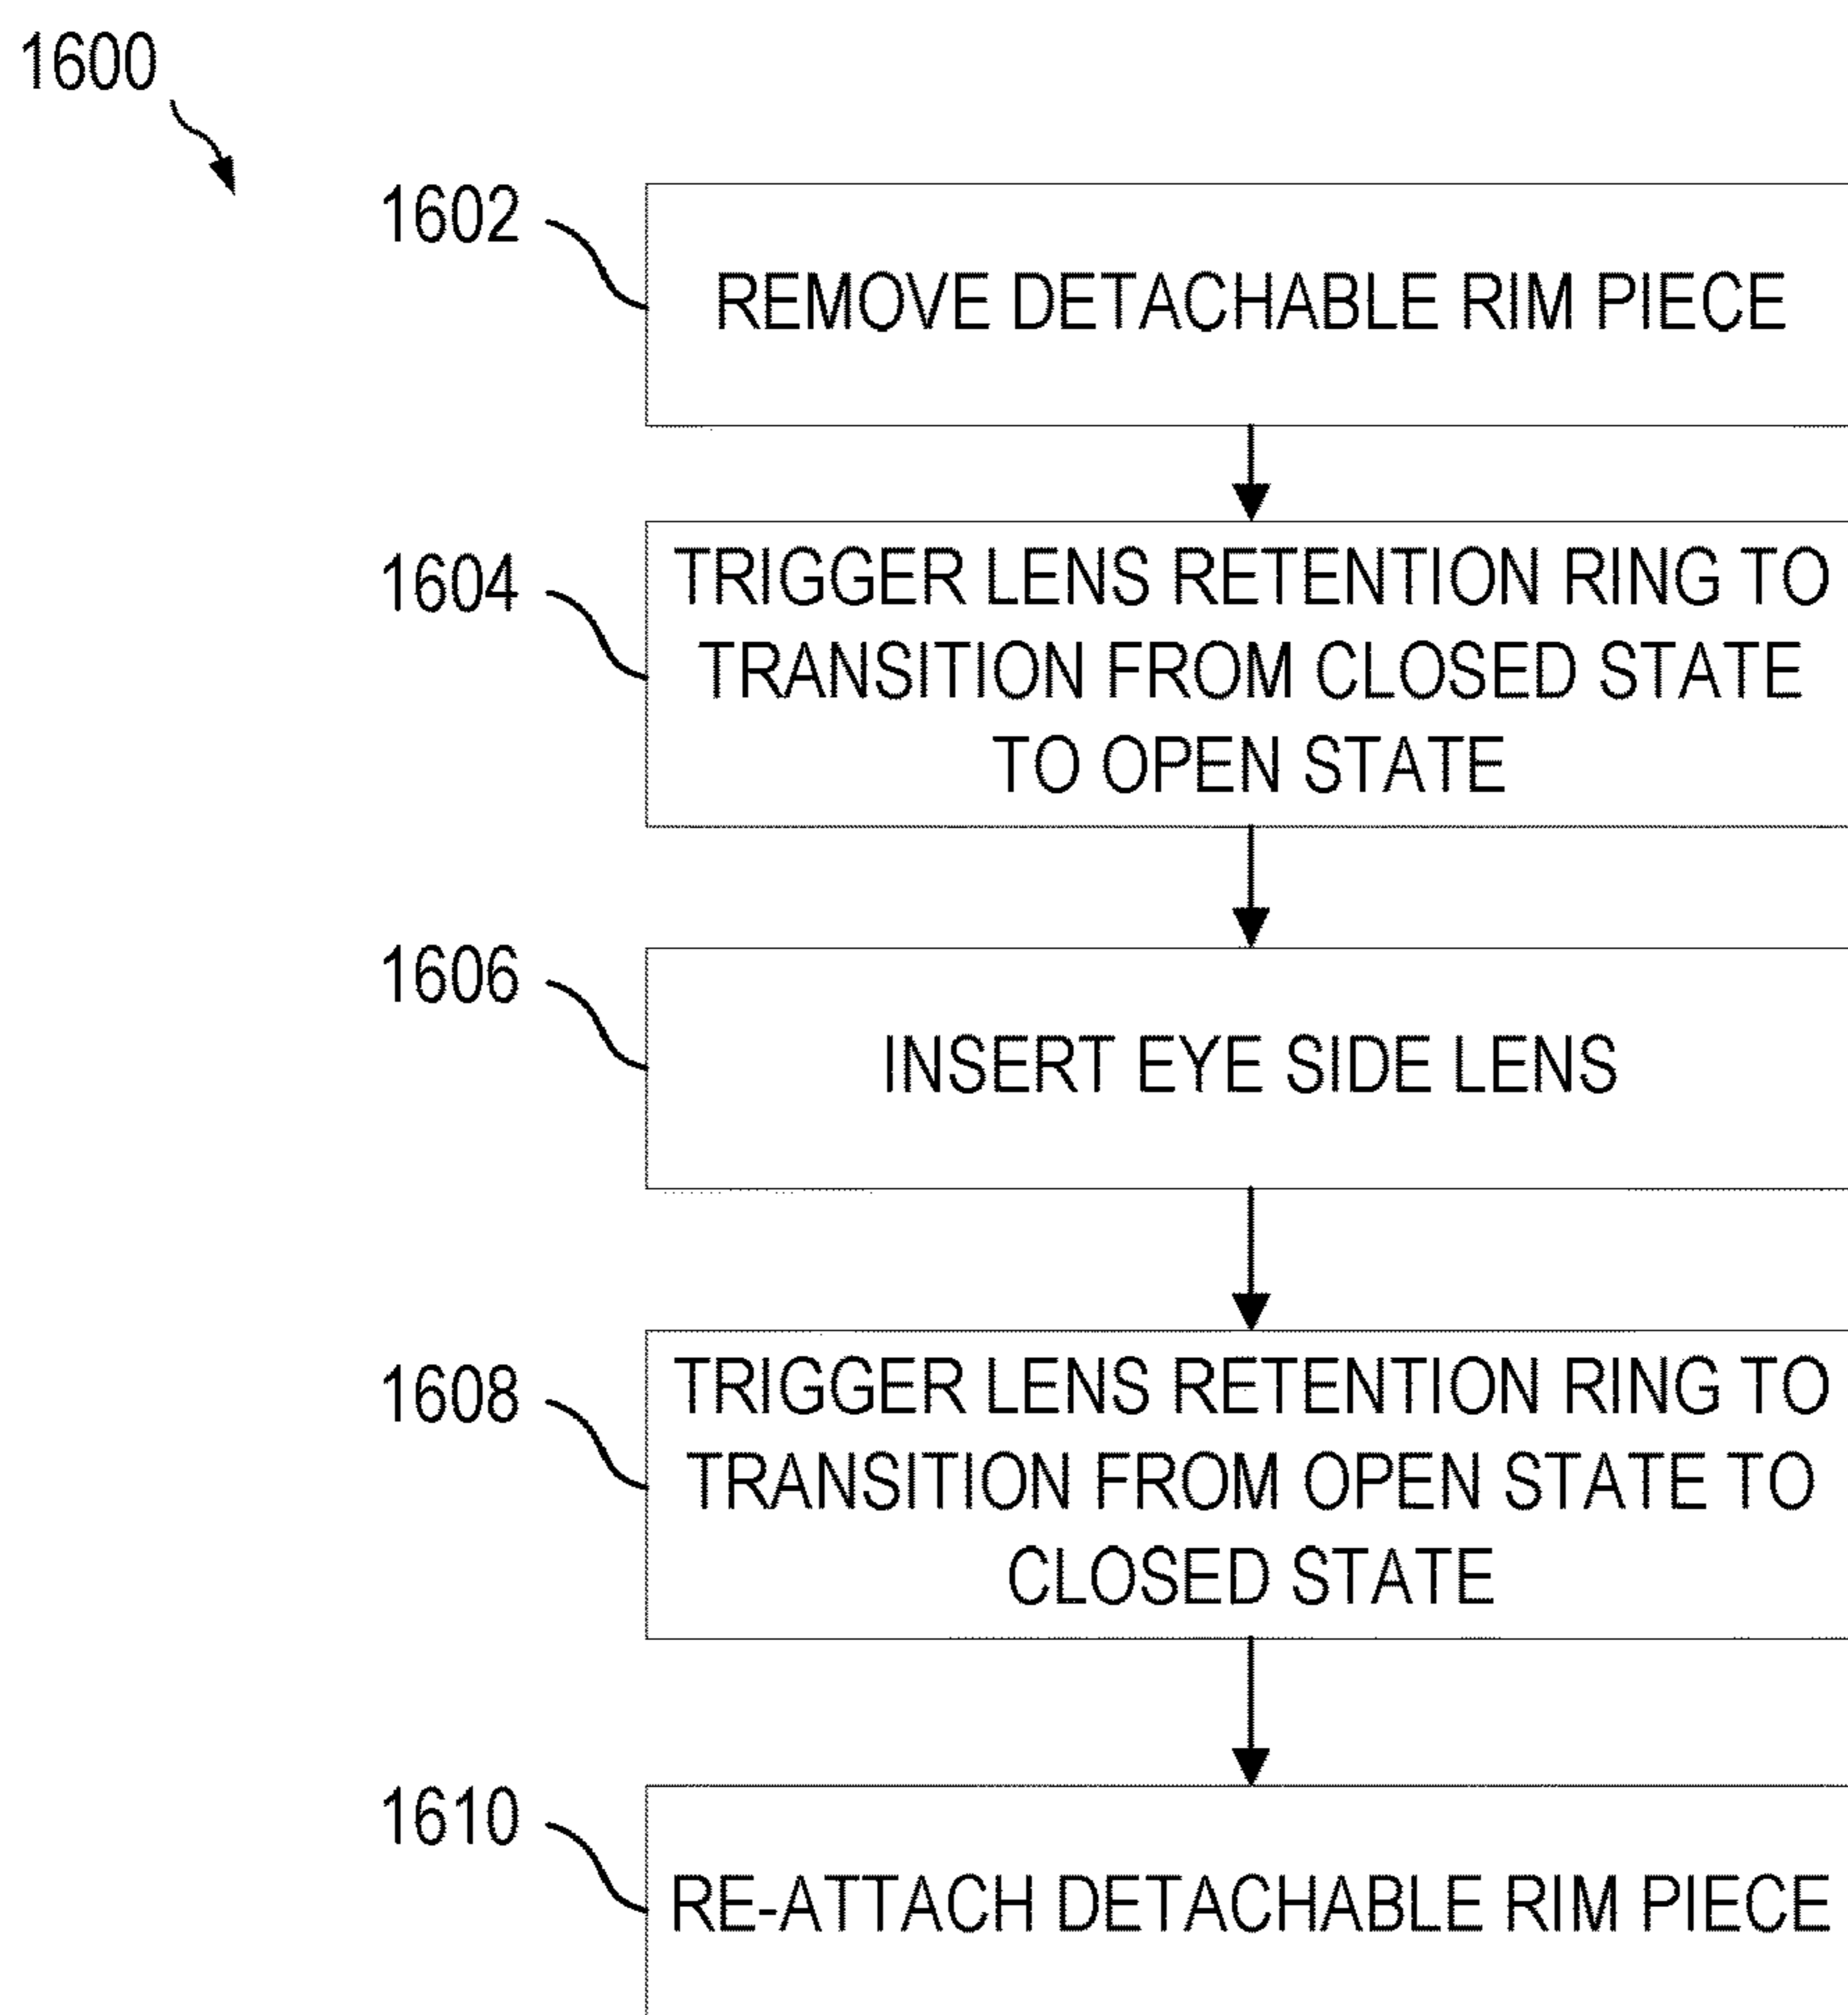 1600
1602
REMOVE DETACHABLE RIM PIECE
1604
TRIGGER LENS RETENTION RING TO
TRANSITION FROM CLOSED STATE
TO OPEN STATE
1606
INSERT EYE SIDE LENS
1608
TRIGGER LENS RETENTION RING TO
TRANSITION FROM OPEN STATE TO
CLOSED STATE
1610
RE-ATTACH DETACHABLE RIM PIECE